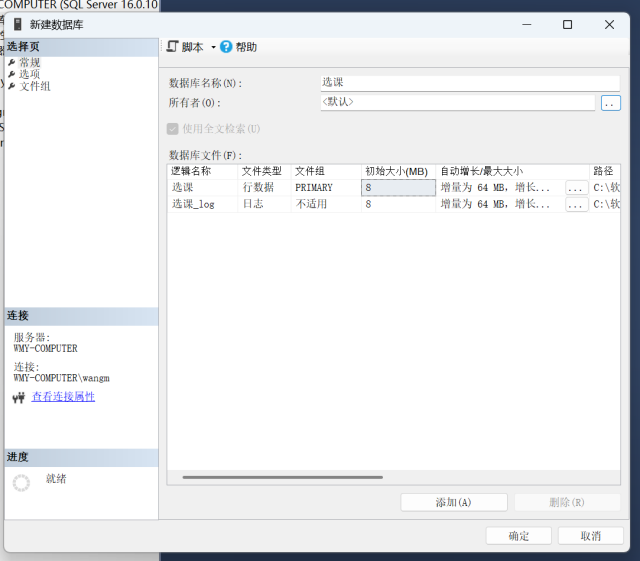 COMPUTER (SQL Server 16.0.10
新建数据库
选择页
常规
选项
文件组
脚本 帮助
数据库名称(N): 选课
所有者(O): <默认> ..
使用全文检索(U)
数据库文件(F):
逻辑名称 文件类型 文件组 初始大小(MB) 自动增长/最大大小 路径
选课 行数据 PRIMARY 8 增量为 64 MB, 增长... ... C:\软
选课_log 日志 不适用 8 增量为 64 MB, 增长... ... C:\软
连接
服务器:
WMY-COMPUTER
连接:
WMY-COMPUTER\wangm
查看连接属性
进度
就绪
添加(A) 删除(R)
确定 取消